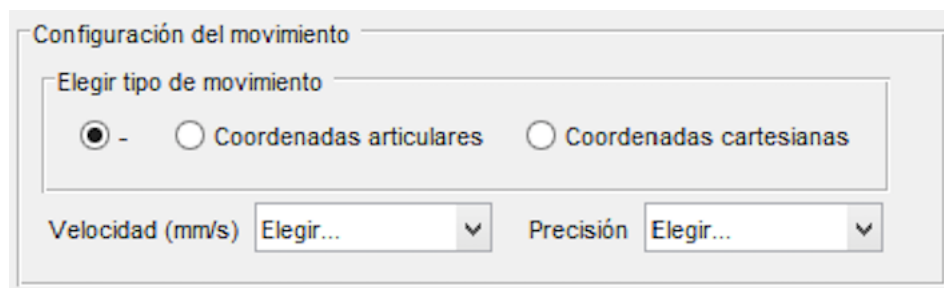 Configuración del movimiento
Elegir tipo de movimiento
- Coordenadas articulares Coordenadas cartesianas
Velocidad (mm/s) Elegir... Precisión Elegir...